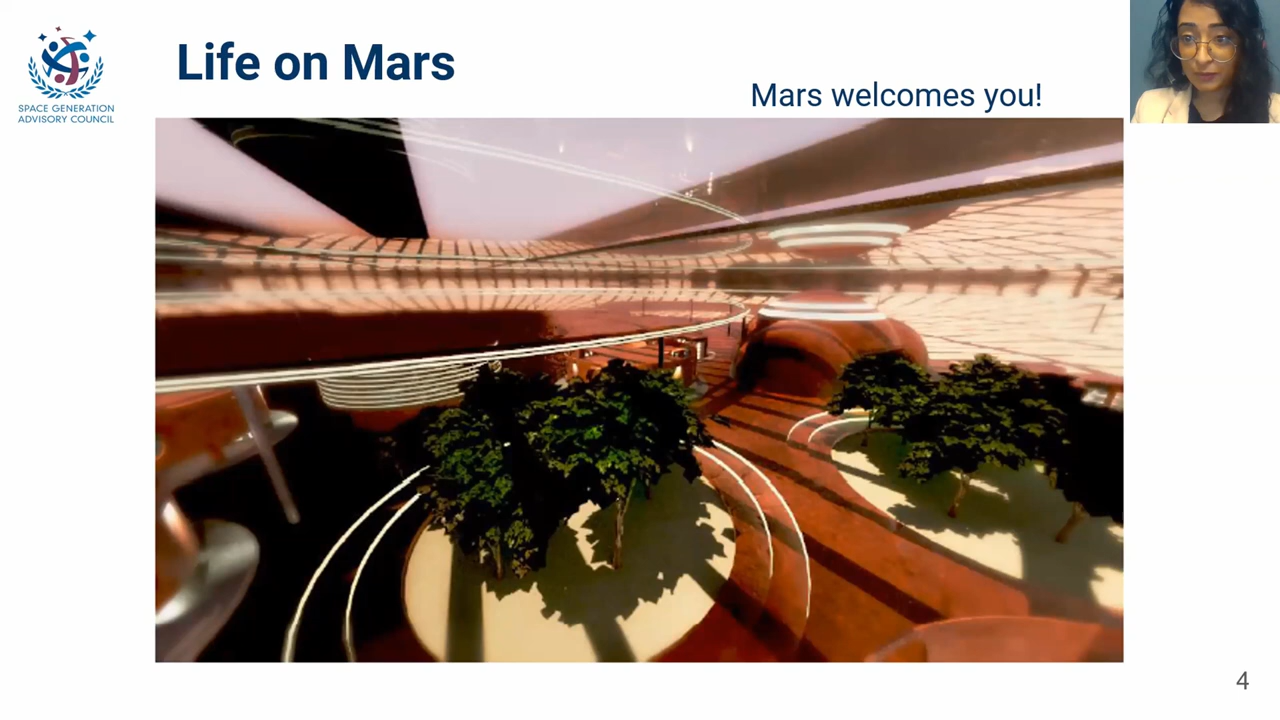 Life on Mars
Mars welcomes you!
SPACE GENERATION
ADVISORY COUNCIL
4